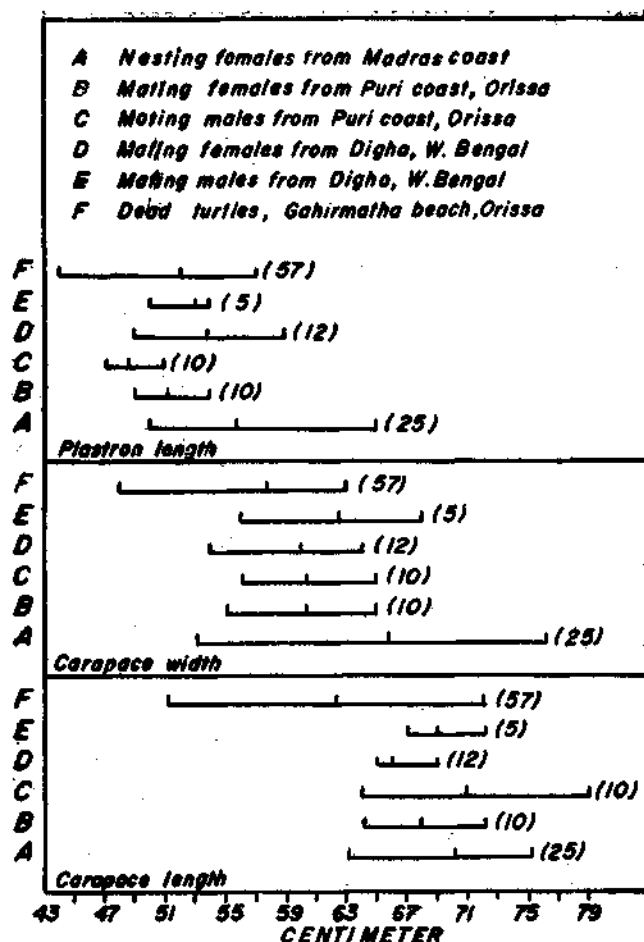 A Nesting females from Madras coast
B Mating females from Puri coast, Orissa
C Mating males from Puri coast, Orissa
D Mating females from Digha, W. Bengal
E Mating males from Digha, W. Bengal
F Dead turtles, Gahirmatha beach, Orissa
F (57)
E (5)
D (12)
C (10)
B (10)
A (25)
Plastron length
F (57)
E (5)
D (12)
C (10)
B (10)
A (25)
Carapace width
F (57)
E (5)
D (12)
C (10)
B (10)
A (25)
Carapace length
43 47 51 55 59 63 67 71 75 79
CENTIMETER